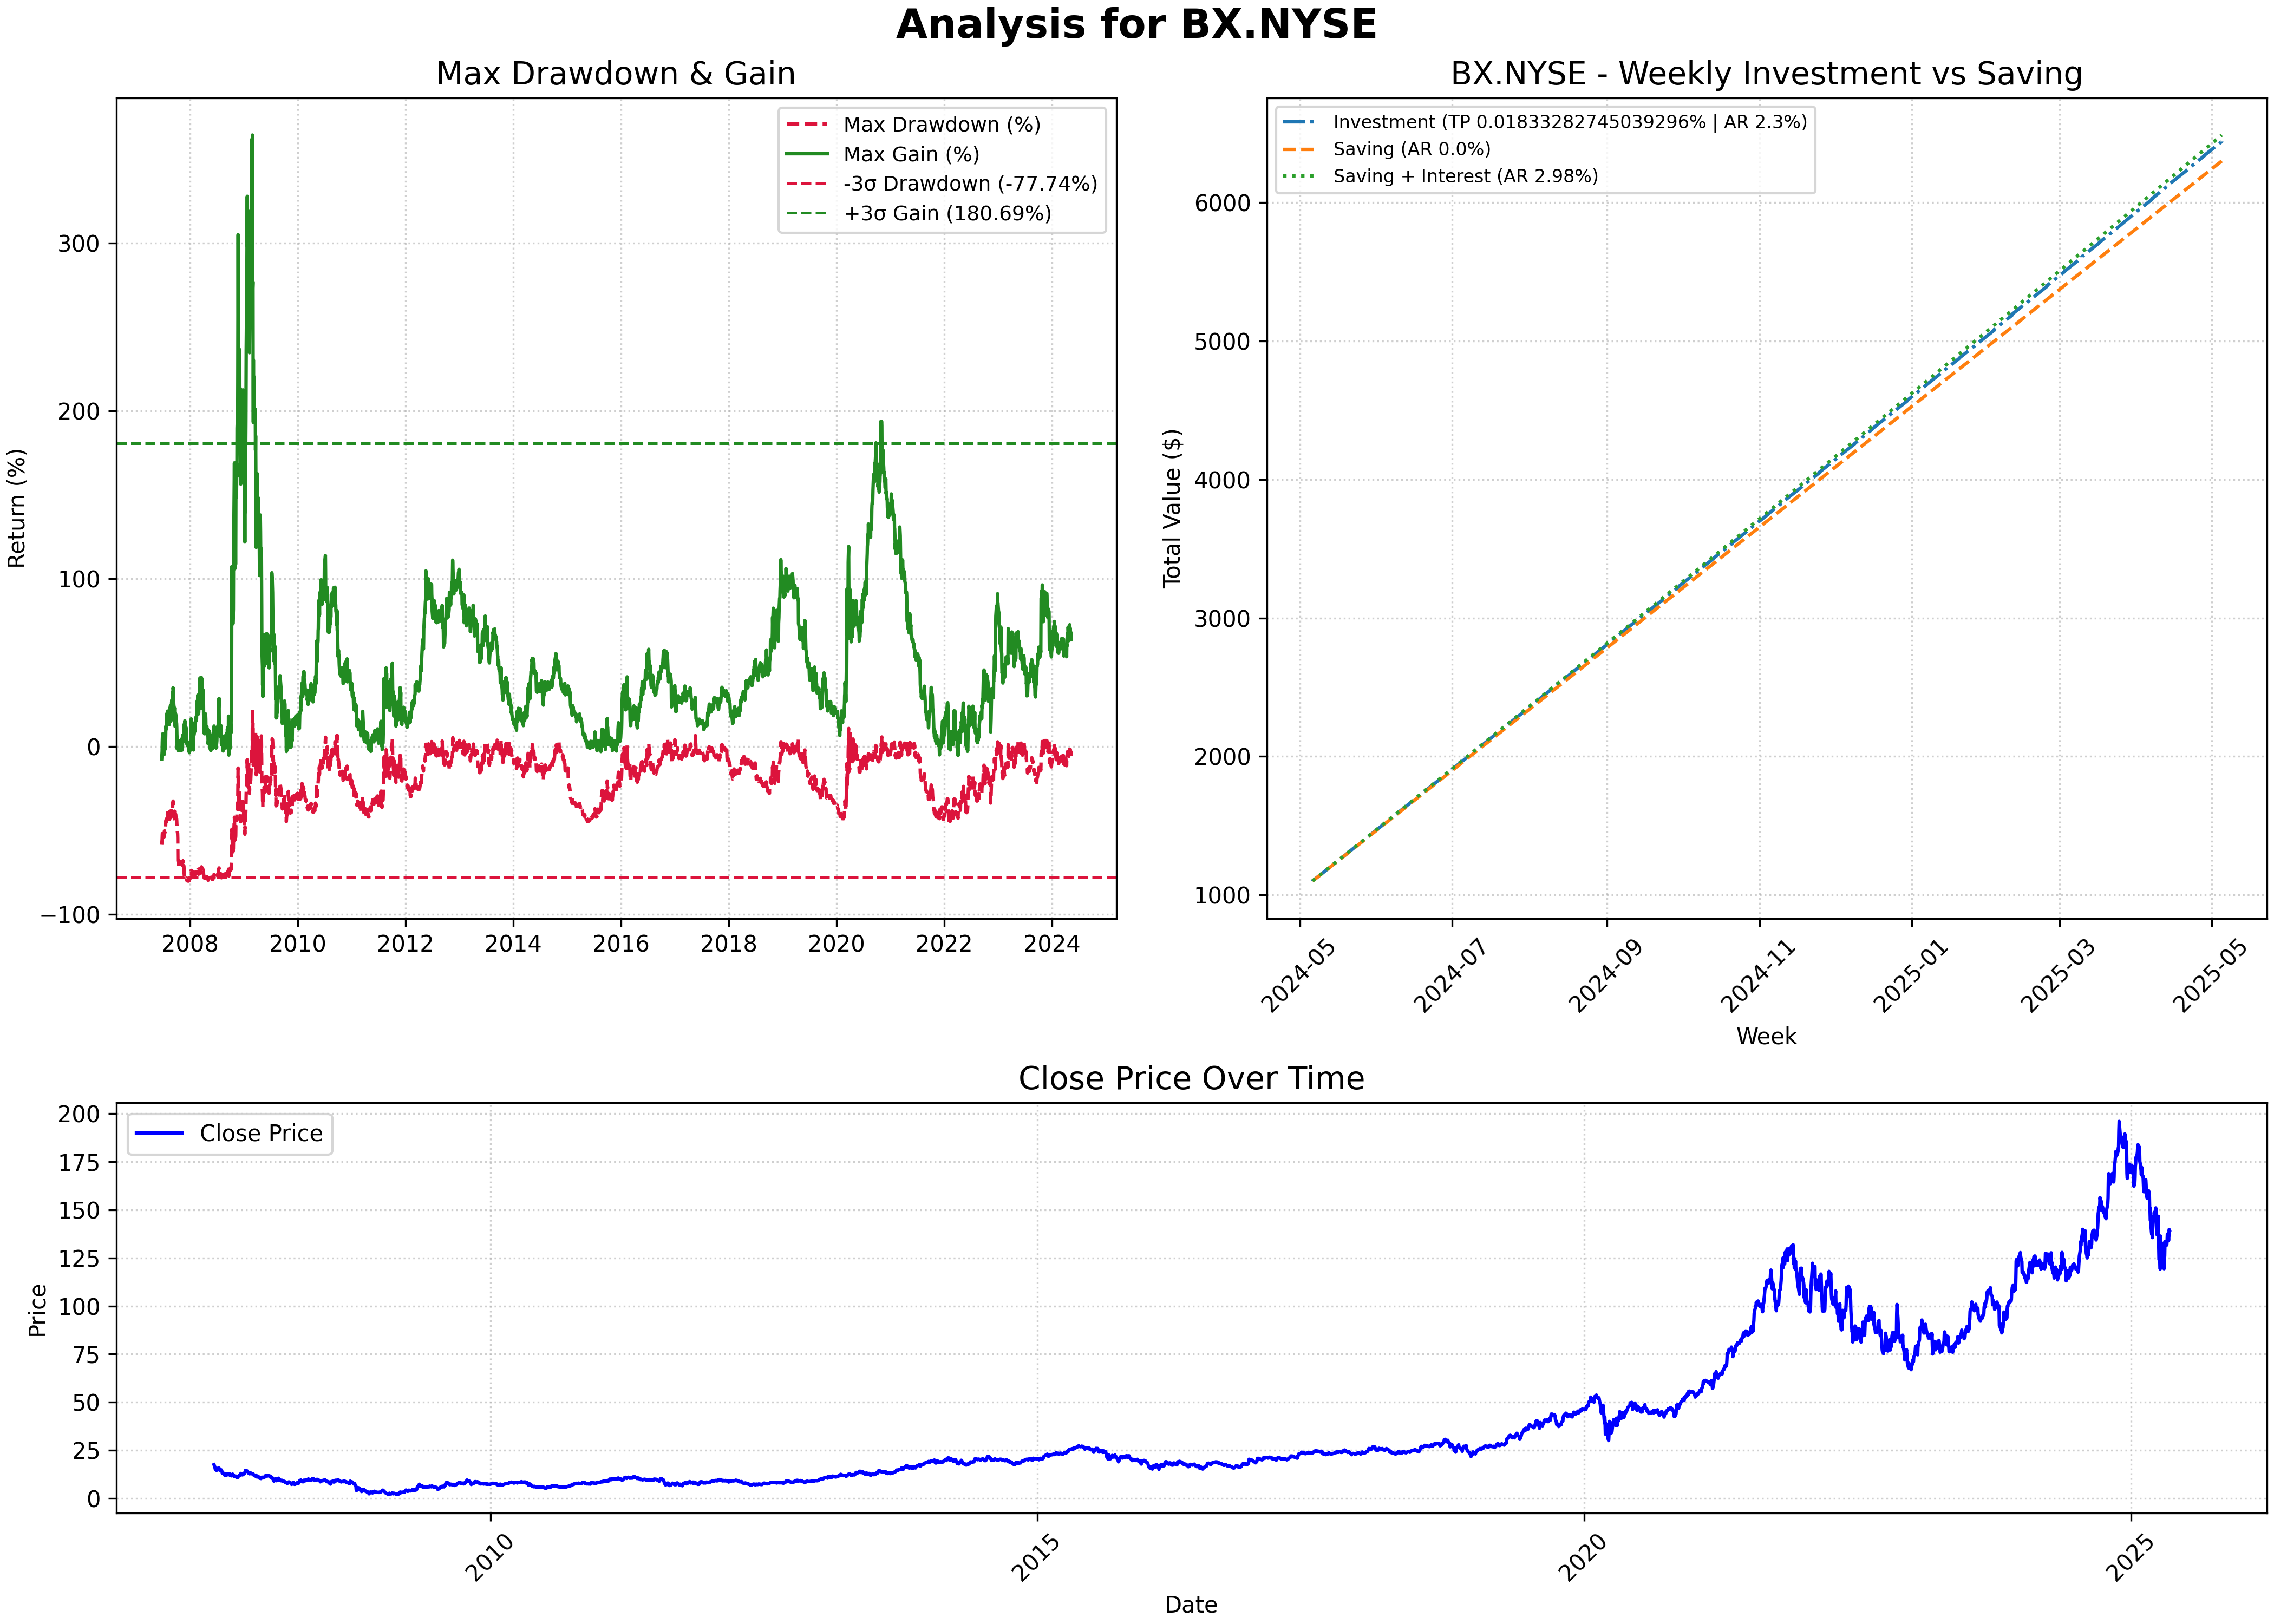 Analysis for BX.NYSE
Max Drawdown & Gain
Return (%)
300
200
100
0
−100
2008 2010 2012 2014 2016 2018 2020 2022 2024
Max Drawdown (%)
Max Gain (%)
-3σ Drawdown (-77.74%)
+3σ Gain (180.69%)
BX.NYSE - Weekly Investment vs Saving
Total Value ($)
6000
5000
4000
3000
2000
1000
2024-05 2024-07 2024-09 2024-11 2025-01 2025-03 2025-05
Week
Investment (TP 0.01833282745039296% | AR 2.3%)
Saving (AR 0.0%)
Saving + Interest (AR 2.98%)
Close Price Over Time
Price
200
175
150
125
100
75
50
25
0
2010 2015 2020 2025
Date
Close Price